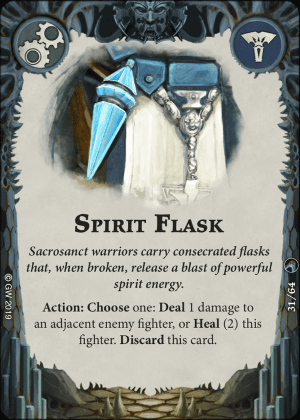 Spirit Flask
Sacrosanct warriors carry consecrated flasks
that, when broken, release a blast of powerful
spirit energy.
Action: Choose one: Deal 1 damage to
an adjacent enemy fighter, or Heal (2) this
fighter. Discard this card.
© GW 2019
31/64